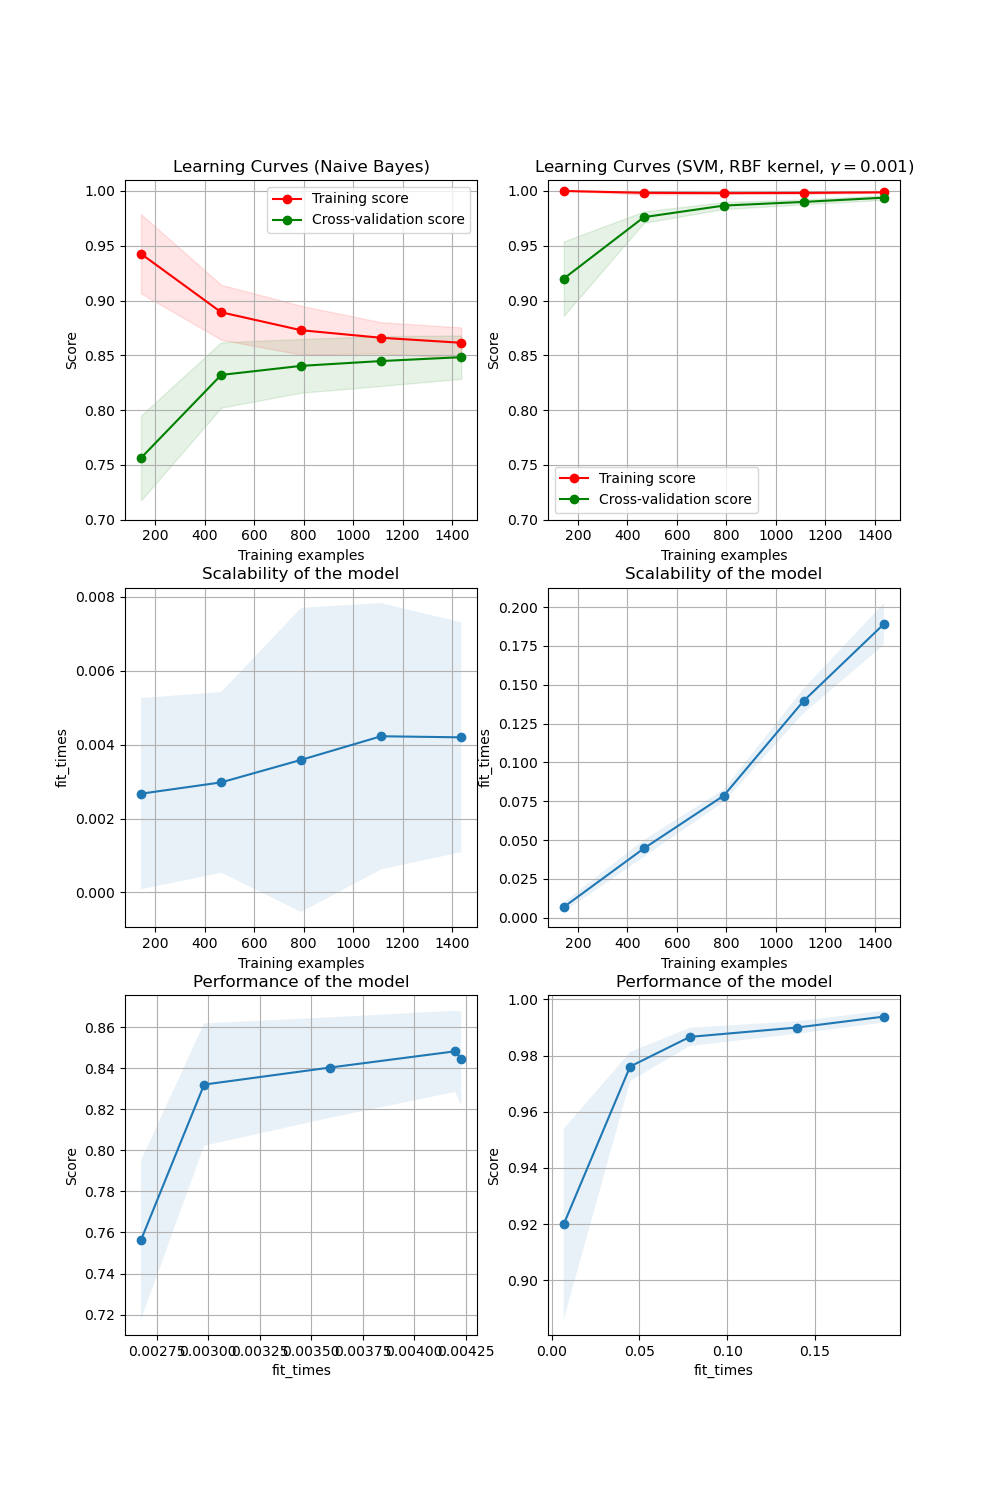 Learning Curves (Naive Bayes)
1.00
0.95
0.90
0.85
0.80
0.75
0.70
Score
Training score
Cross-validation score
200 400 600 800 1000 1200 1400
Training examples
Learning Curves (SVM, RBF kernel, γ = 0.001)
1.00
0.95
0.90
0.85
0.80
0.75
0.70
Score
Training score
Cross-validation score
200 400 600 800 1000 1200 1400
Training examples
Scalability of the model
0.008
0.006
0.004
0.002
0.000
fit_times
200 400 600 800 1000 1200 1400
Training examples
Scalability of the model
0.200
0.175
0.150
0.125
0.100
0.075
0.050
0.025
0.000
fit_times
200 400 600 800 1000 1200 1400
Training examples
Performance of the model
0.86
0.84
0.82
0.80
0.78
0.76
0.74
0.72
Score
0.00275 0.00300 0.00325 0.00350 0.00375 0.00400 0.00425
fit_times
Performance of the model
1.00
0.98
0.96
0.94
0.92
0.90
Score
0.00 0.05 0.10 0.15
fit_times